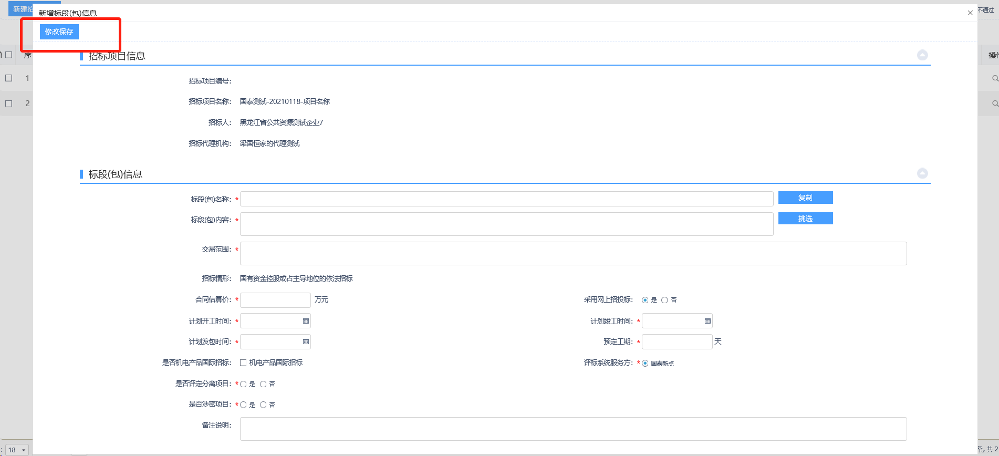 新建招
新增标段(包)信息
不通过
修改保存
序
操作
招标项目信息
招标项目编号:
1
招标项目名称: 国泰测试-20210118-项目名称
2
招标人: 黑龙江省公共资源测试企业7
招标代理机构: 梁国恒家的代理测试
标段(包)信息
标段(包)名称: *
复制
标段(包)内容: *
挑选
交易范围: *
招标情形: 国有资金控股或占主导地位的依法招标
合同估算价: * 万元 采用网上招投标: 是 否
计划开工时间: * 计划竣工时间: *
计划发包时间: * 预定工期: * 天
是否机电产品国际招标: 机电产品国际招标 评标系统服务方: * 国泰新点
是否评定分离项目: * 是 否
是否涉密项目: * 是 否
备注说明:
18
条, 共 2